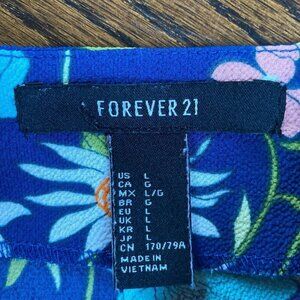 FOREVER 21
US L
CA G
MX L/G
BR G
EU L
UK L
KR L
JP L
CN 170/79A
MADE IN
VIETNAM